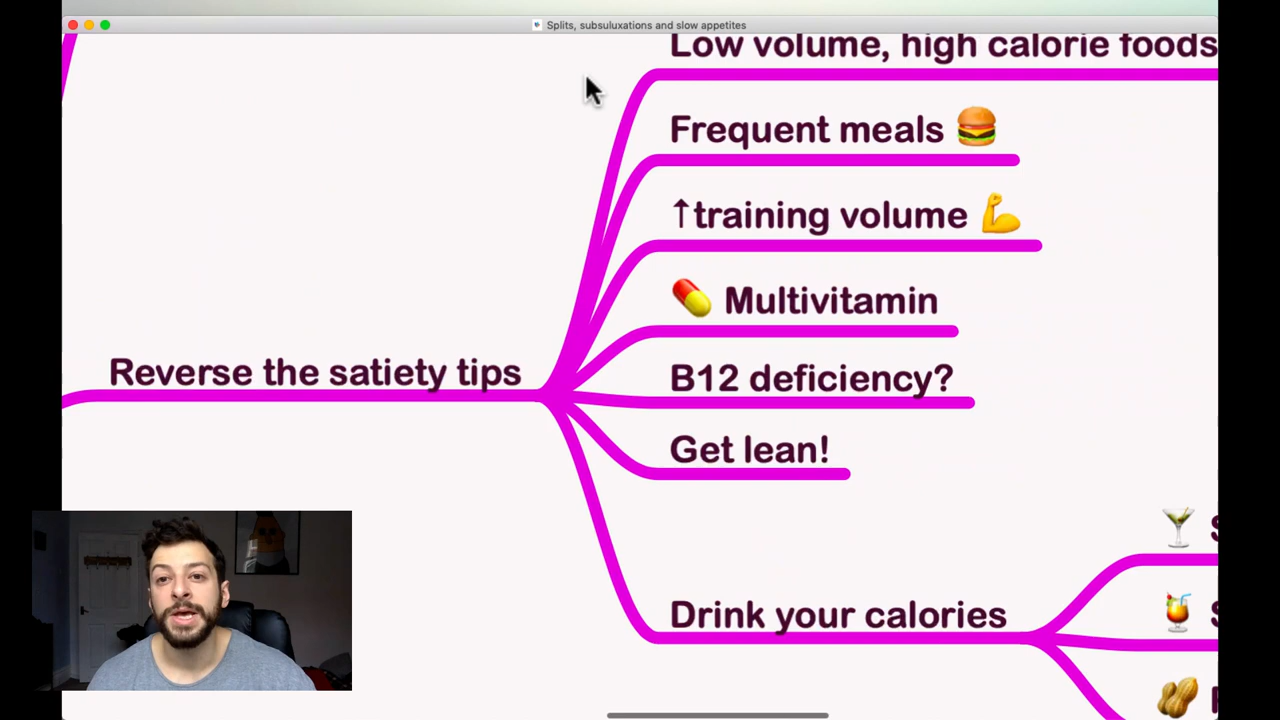 Splits, subsuluxations and slow appetites
Low volume, high calorie foods
Frequent meals
↑training volume
Multivitamin
Reverse the satiety tips
B12 deficiency?
Get lean!
Drink your calories